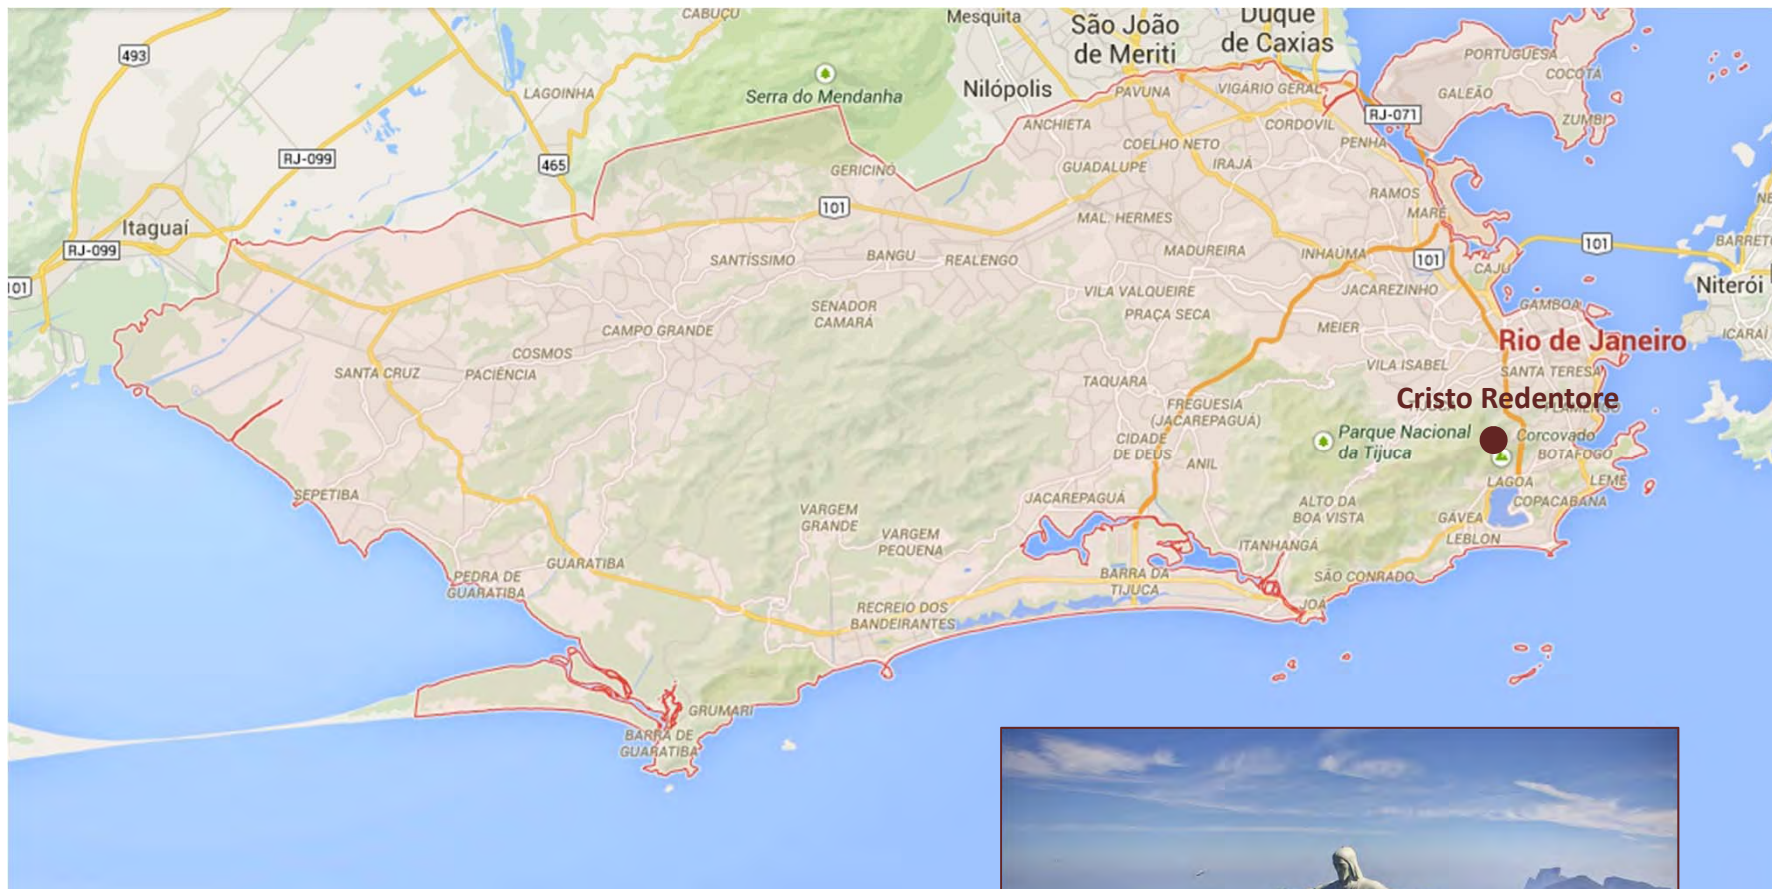 CABUÇU
Mesquita
São João
de Meriti
Duque
de Caxias
493
Serra do Mendanha
LAGOINHA
Nilópolis
PAVUNA
VIGÁRIO GERAL
PORTUGUESA
COCOTÁ
GALEÃO
ZUMBI
RJ-071
ANCHIETA
CORDOVIL
RJ-099
465
COELHO NETO
PENHA
GERICINÓ
GUADALUPE
IRAJÁ
RAMOS
101
MAL. HERMES
MARÉ
Itaguaí
RJ-099
SANTÍSSIMO
BANGU
REALENGO
MADUREIRA
INHAÚMA
101
101
BARRETO
CAJU
101
Niterói
VILA VALQUEIRE
JACAREZINHO
SENADOR
CAMARÁ
PRAÇA SECA
GAMBOA
CAMPO GRANDE
MEIER
Rio de Janeiro
ICARAÍ
COSMOS
SANTA CRUZ
PACIÊNCIA
VILA ISABEL
SANTA TERESA
TAQUARA
Cristo Redentore
FLAMENGO
FREGUESIA
(JACAREPAGUÁ)
CIDADE
DE DEUS
Parque Nacional
da Tijuca
Corcovado
BOTAFOGO
ANIL
SEPETIBA
LAGOA
LEME
JACAREPAGUÁ
COPACABANA
VARGEM
GRANDE
ALTO DA
BOA VISTA
GÁVEA
VARGEM
PEQUENA
LEBLON
ITANHANGÁ
GUARATIBA
PEDRA DE
GUARATIBA
BARRA DA
TIJUCA
SÃO CONRADO
RECREIO DOS
BANDEIRANTES
JOÁ
GRUMARI
BARRA DE
GUARATIBA